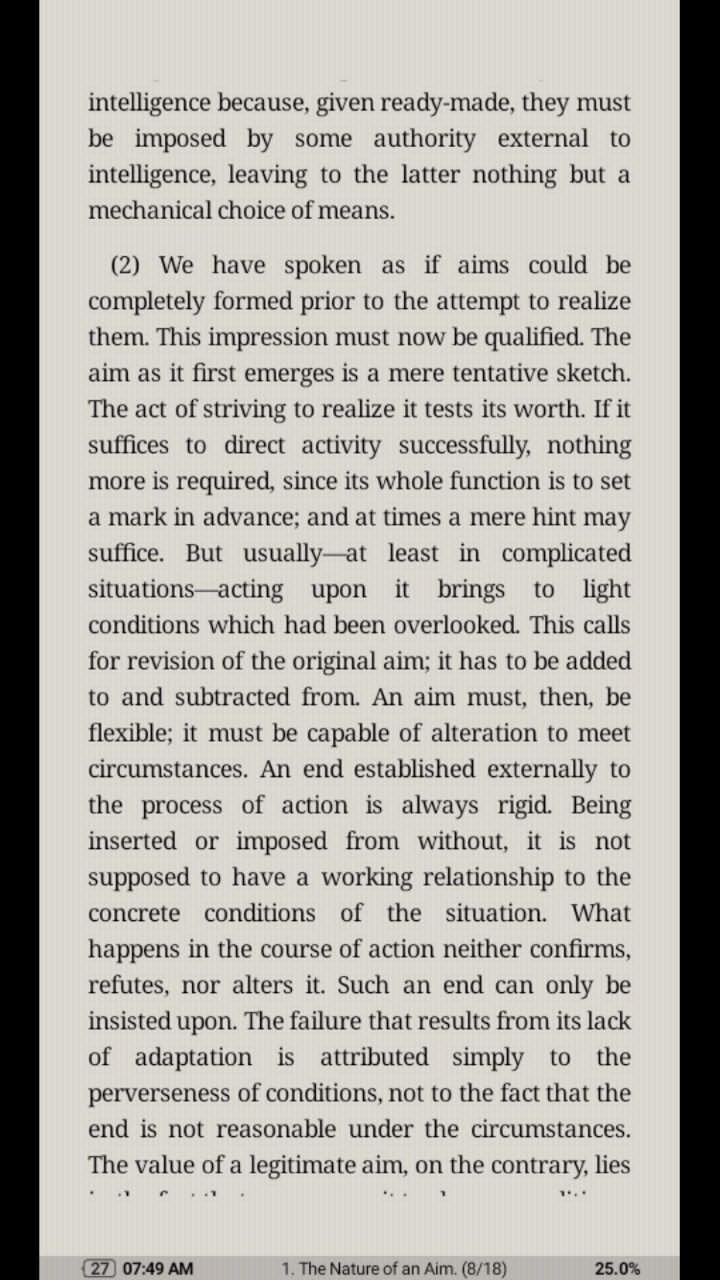 intelligence because, given ready-made, they must
be imposed by some authority external to
intelligence, leaving to the latter nothing but a
mechanical choice of means.
(2) We have spoken as if aims could be
completely formed prior to the attempt to realize
them. This impression must now be qualified. The
aim as it first emerges is a mere tentative sketch.
The act of striving to realize it tests its worth. If it
suffices to direct activity successfully, nothing
more is required, since its whole function is to set
a mark in advance; and at times a mere hint may
suffice. But usually—at least in complicated
situations—acting upon it brings to light
conditions which had been overlooked. This calls
for revision of the original aim; it has to be added
to and subtracted from. An aim must, then, be
flexible; it must be capable of alteration to meet
circumstances. An end established externally to
the process of action is always rigid. Being
inserted or imposed from without, it is not
supposed to have a working relationship to the
concrete conditions of the situation. What
happens in the course of action neither confirms,
refutes, nor alters it. Such an end can only be
insisted upon. The failure that results from its lack
of adaptation is attributed simply to the
perverseness of conditions, not to the fact that the
end is not reasonable under the circumstances.
The value of a legitimate aim, on the contrary, lies
27 07:49 AM 1. The Nature of an Aim. (8/18) 25.0%